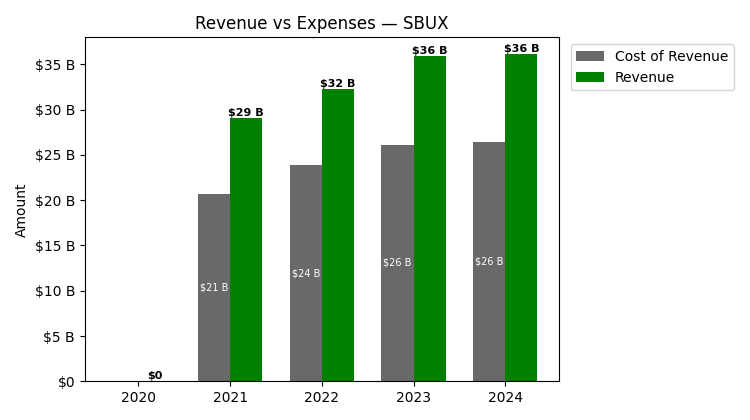 Revenue vs Expenses — SBUX
Cost of Revenue
Revenue
Amount
$35 B
$30 B
$25 B
$20 B
$15 B
$10 B
$5 B
$0
$0
$21 B
$29 B
$24 B
$32 B
$26 B
$36 B
$26 B
$36 B
2020
2021
2022
2023
2024